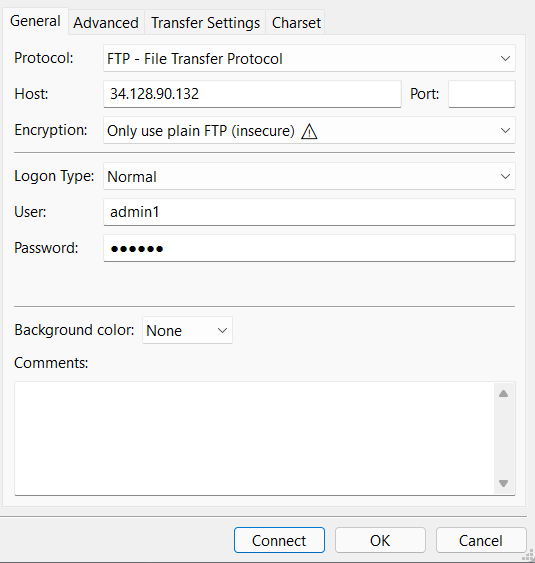 General Advanced Transfer Settings Charset
Protocol: FTP - File Transfer Protocol
Host: 34.128.90.132 Port:
Encryption: Only use plain FTP (insecure) ⚠
Logon Type: Normal
User: admin1
Password: ●●●●●●
Background color: None
Comments:
Connect OK Cancel